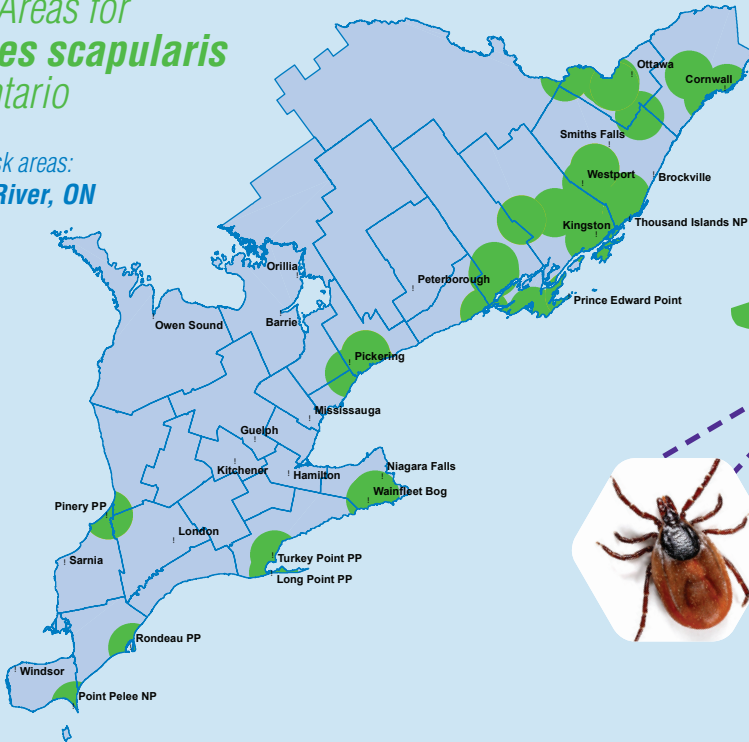 Areas for
es scapularis
tario
sk areas:
River, ON
Ottawa
Cornwall
Smiths Falls
Westport
Brockville
Kingston
Thousand Islands NP
Orillia
Peterborough
Prince Edward Point
Owen Sound
Barrie
Pickering
Mississauga
Guelph
Kitchener
Hamilton
Niagara Falls
Wainfleet Bog
Pinery PP
London
Sarnia
Turkey Point PP
Long Point PP
Rondeau PP
Windsor
Point Pelee NP